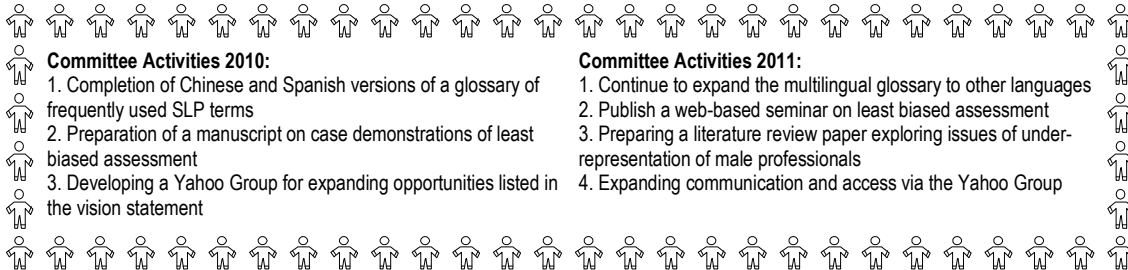 Committee Activities 2010:
1. Completion of Chinese and Spanish versions of a glossary of
frequently used SLP terms
2. Preparation of a manuscript on case demonstrations of least
biased assessment
3. Developing a Yahoo Group for expanding opportunities listed in
the vision statement
Committee Activities 2011:
1. Continue to expand the multilingual glossary to other languages
2. Publish a web-based seminar on least biased assessment
3. Preparing a literature review paper exploring issues of under-
representation of male professionals
4. Expanding communication and access via the Yahoo Group